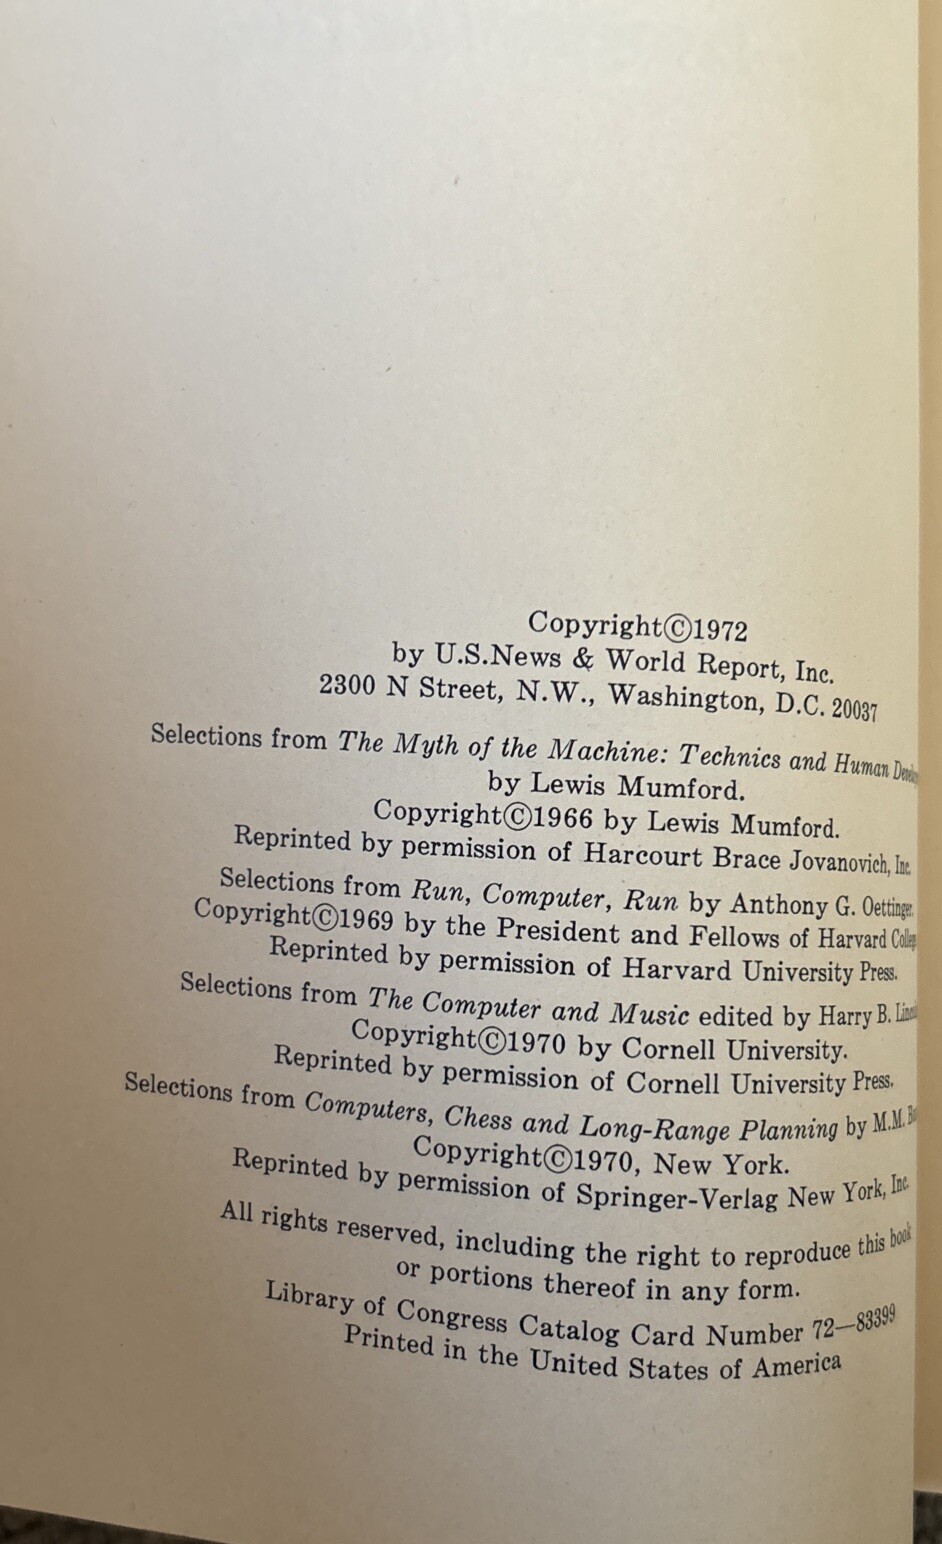 Copyright©1972
by U.S.News & World Report, Inc.
2300 N Street, N.W., Washington, D.C. 20037
Selections from The Myth of the Machine: Technics and Human
by Lewis Mumford.
Copyright©1966 by Lewis Mumford.
Reprinted by permission of Harcourt Brace Jovanovich, Inc.
Selections from Run, Computer, Run by Anthony G. Oettinger.
Copyright©1969 by the President and Fellows of Harvard
Reprinted by permission of Harvard University Press.
Selections from The Computer and Music edited by Harry B.
Copyright©1970 by Cornell University.
Reprinted by permission of Cornell University Press.
Selections from Computers, Chess and Long-Range Planning by M.M.
Copyright©1970, New York.
Reprinted by permission of Springer-Verlag New York, Inc.
All rights reserved, including the right to reproduce this book
or portions thereof in any form.
Library of Congress Catalog Card Number 72—83399
Printed in the United States of America